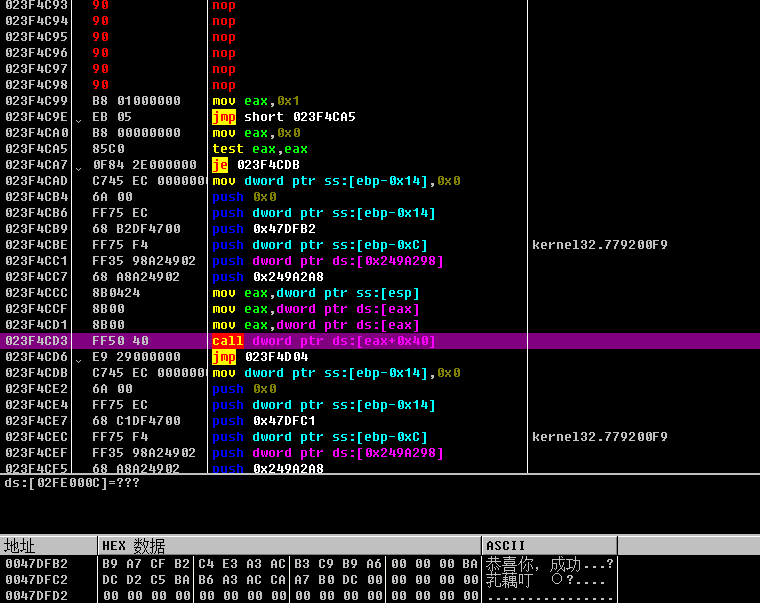 023F4C93 90 nop
023F4C94 90 nop
023F4C95 90 nop
023F4C96 90 nop
023F4C97 90 nop
023F4C98 90 nop
023F4C99 B8 01000000 mov eax,0x1
023F4C9E EB 05 jmp short 023F4CA5
023F4CA0 B8 00000000 mov eax,0x0
023F4CA5 85C0 test eax,eax
023F4CA7 0F84 2E000000 je 023F4CDB
023F4CAD C745 EC 0000000 mov dword ptr ss:[ebp-0x14],0x0
023F4CB4 6A 00 push 0x0
023F4CB6 FF75 EC push dword ptr ss:[ebp-0x14]
023F4CB9 68 B2DF4700 push 0x47DFB2
023F4CBE FF75 F4 push dword ptr ss:[ebp-0xC] kernel32.779200F9
023F4CC1 FF35 98A24902 push dword ptr ds:[0x249A298]
023F4CC7 68 A8A24902 push 0x249A2A8
023F4CCC 8B0424 mov eax,dword ptr ss:[esp]
023F4CCF 8B00 mov eax,dword ptr ds:[eax]
023F4CD1 8B00 mov eax,dword ptr ds:[eax]
023F4CD3 FF50 40 call dword ptr ds:[eax+0x40]
023F4CD6 E9 29000000 jmp 023F4D04
023F4CDB C745 EC 0000000 mov dword ptr ss:[ebp-0x14],0x0
023F4CE2 6A 00 push 0x0
023F4CE4 FF75 EC push dword ptr ss:[ebp-0x14]
023F4CE7 68 C1DF4700 push 0x47DFC1
023F4CEC FF75 F4 push dword ptr ss:[ebp-0xC] kernel32.779200F9
023F4CEF FF35 98A24902 push dword ptr ds:[0x249A298]
023F4CF5 68 A8A24902 push 0x249A2A8
ds:[02FE000C]=???
地址 HEX 数据 ASCII
0047DFB2 B9 A7 CF B2 C4 E3 A3 AC B3 C9 B9 A6 00 00 00 BA 恭喜你，成功...?
0047DFC2 DC D2 C5 BA B6 A3 AC CA A7 B0 DC 00 00 00 00 00 ?....
0047DFD2 00 00 00 00 00 00 00 00 00 00 00 00 00 00 00 00 ................